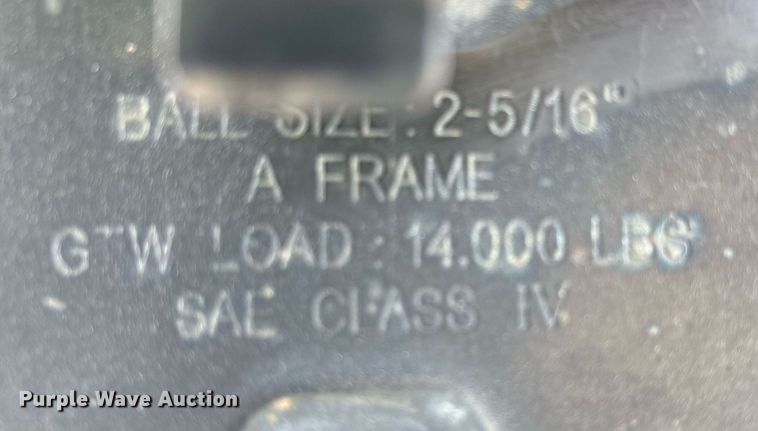 BALL SIZE: 2-5/16"
A FRAME
GTW LOAD: 14.000 LBS
SAE CLASS IV
Purple Wave Auction